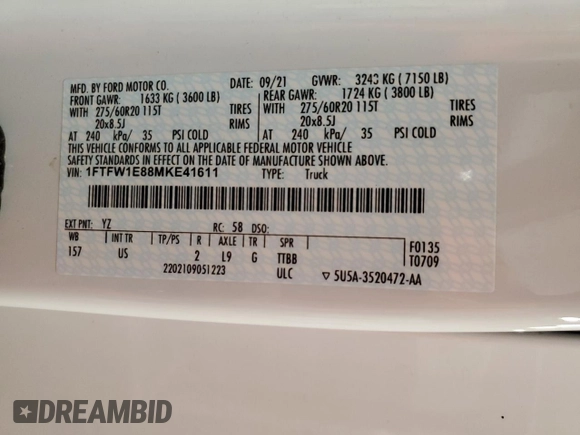 MFD. BY FORD MOTOR CO.
DATE: 09/21 GVWR: 3243 KG ( 7150 LB)
FRONT GAWR: 1633 KG ( 3600 LB) REAR GAWR: 1724 KG ( 3800 LB)
WITH 275/60R20 115T TIRES WITH 275/60R20 115T TIRES
20x8.5J RIMS 20x8.5J RIMS
AT 240 kPa/ 35 PSI COLD AT 240 kPa/ 35 PSI COLD
THIS VEHICLE CONFORMS TO ALL APPLICABLE FEDERAL MOTOR VEHICLE
SAFETY STANDARDS IN EFFECT ON THE DATE OF MANUFACTURE SHOWN ABOVE.
VIN: 1FTFW1E88MKE41611 TYPE: Truck
EXT PNT: YZ RC: 58 DSO:
WB INT TR TP/PS R AXLE TR SPR F0135
157 US 2 L9 G TTBB T0709
2202109051223 ULC ▽ 5U5A-3520472-AA
DREAMBID